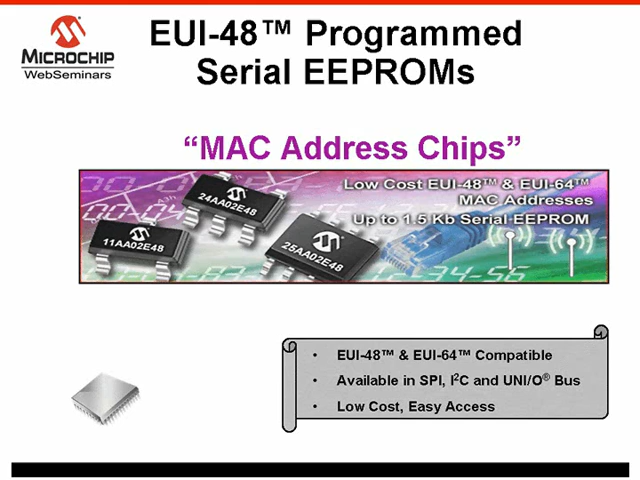 MICROCHIP
WebSeminars
EUI-48™ Programmed
Serial EEPROMs
“MAC Address Chips”
Low Cost EUI-48™ & EUI-64™
MAC Addresses
Up to 1.5 Kb Serial EEPROM
24AA02E48
11AA02E48
25AA02E48
• EUI-48™ & EUI-64™ Compatible
• Available in SPI, I²C and UNI/O® Bus
• Low Cost, Easy Access